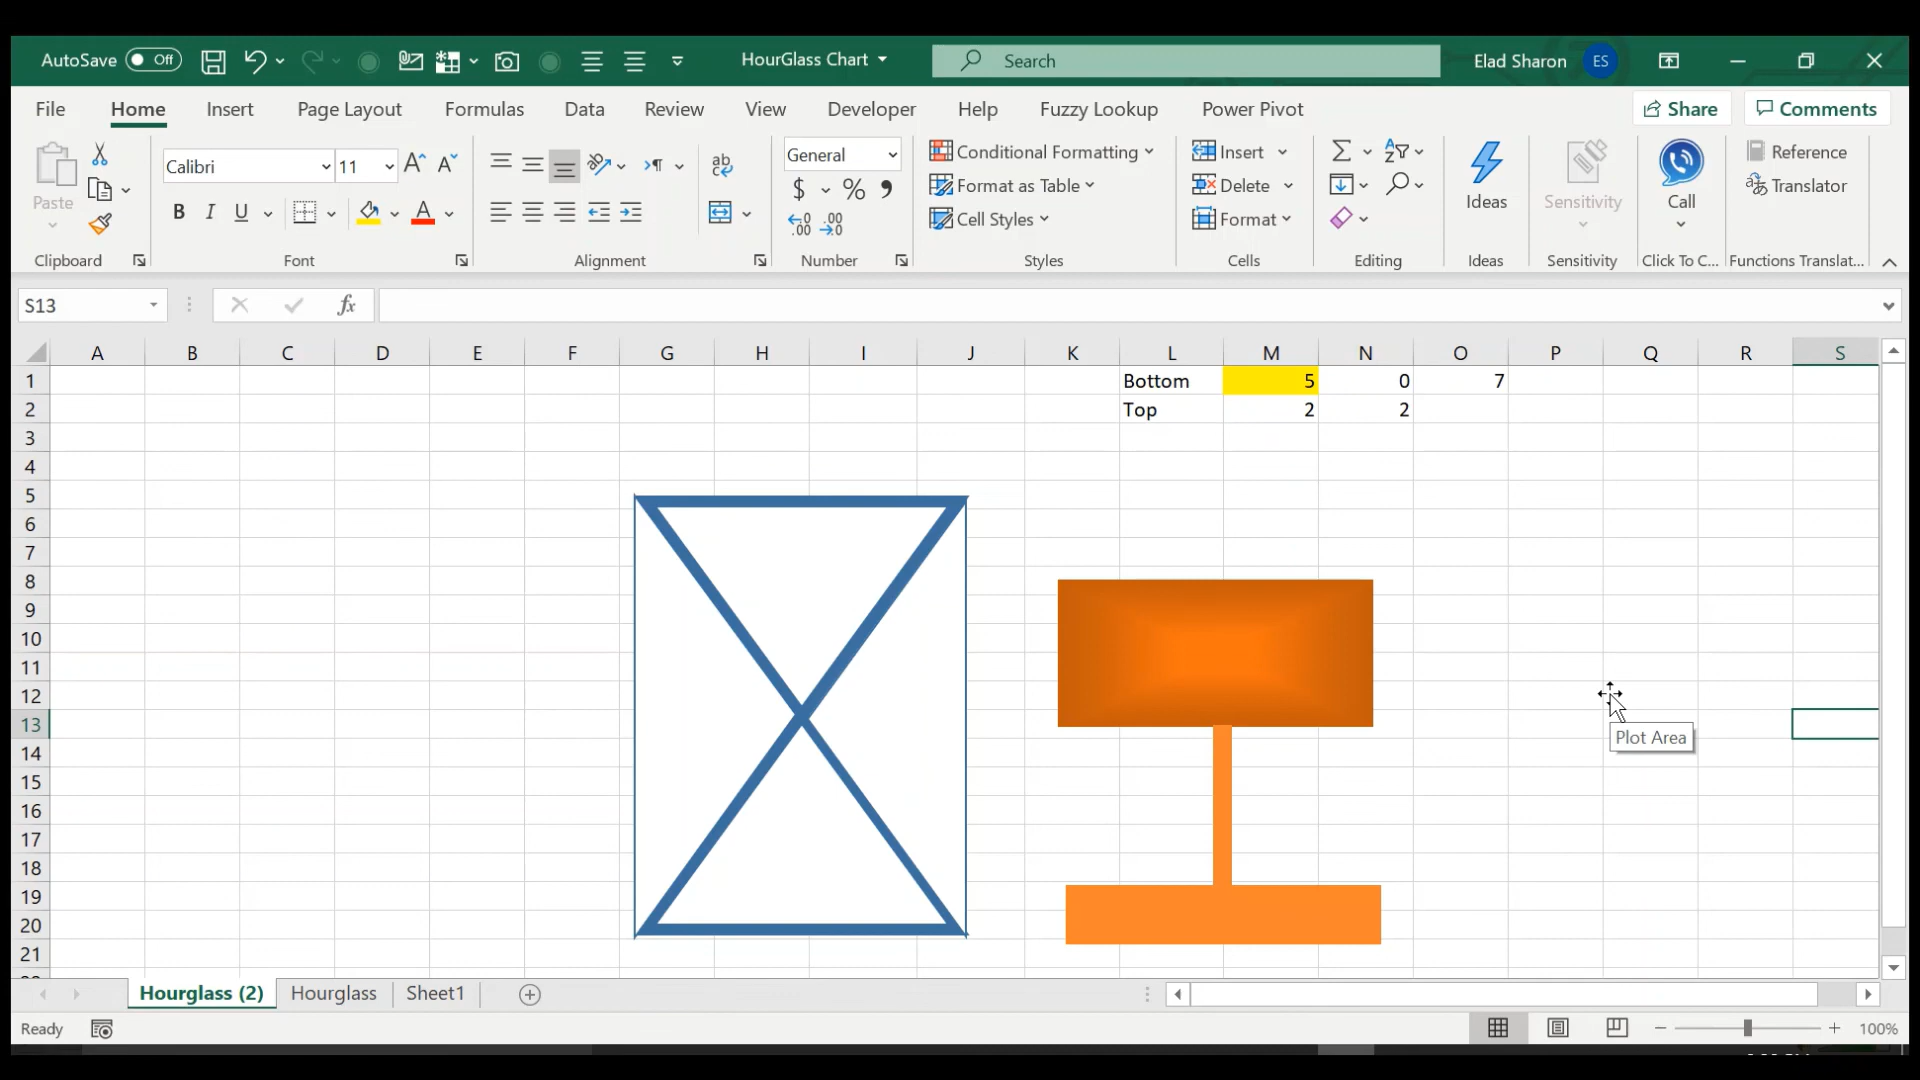 AutoSave Off HourGlass Chart Search Elad Sharon ES
File Home Insert Page Layout Formulas Data Review View Developer Help Fuzzy Lookup Power Pivot Share Comments
Paste Calibri 11 General Conditional Formatting Insert Reference
Format as Table Delete Translator
Cell Styles Format
B I U $ % Ideas Sensitivity Call
Clipboard Font Alignment Number Styles Cells Editing Ideas Sensitivity Click To C... Functions Translat...
S13 fx
A B C D E F G H I J K L M N O P Q R S
1 Bottom 5 0 7
2 Top 2 2
3
4
5
6
7
8
9
10
11
12
13 Plot Area
14
15
16
17
18
19
20
21
Hourglass (2) Hourglass Sheet1
Ready 100%